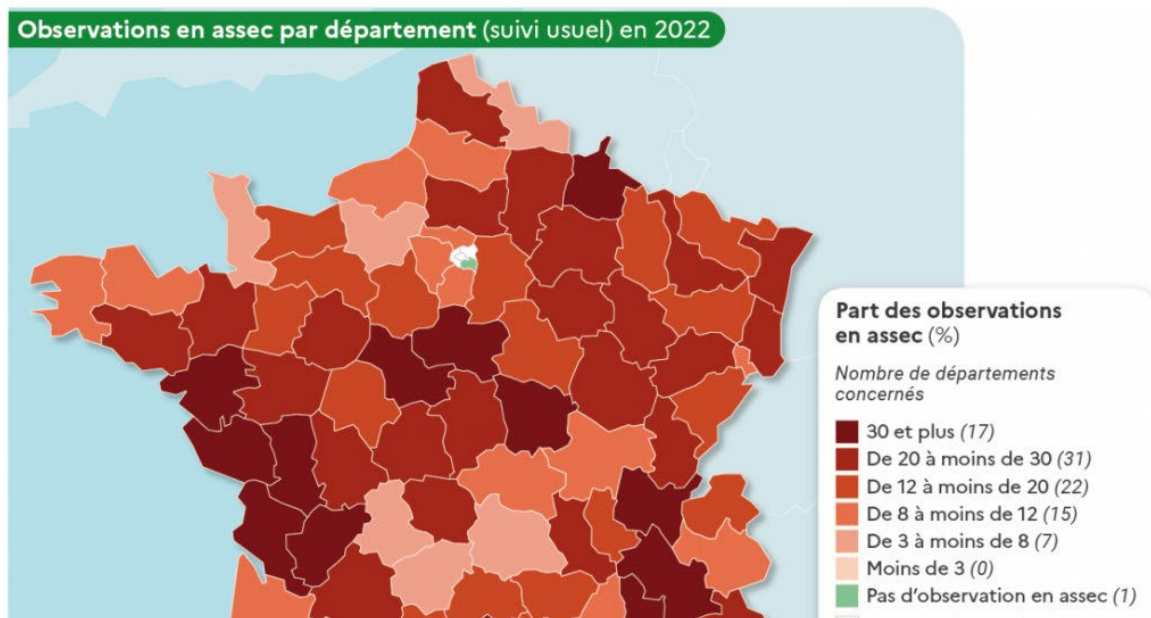 Observations en assec par département (suivi usuel) en 2022
Part des observations
en assec (%)
Nombre de départements
concernés
30 et plus (17)
De 20 à moins de 30 (31)
De 12 à moins de 20 (22)
De 8 à moins de 12 (15)
De 3 à moins de 8 (7)
Moins de 3 (0)
Pas d'observation en assec (1)